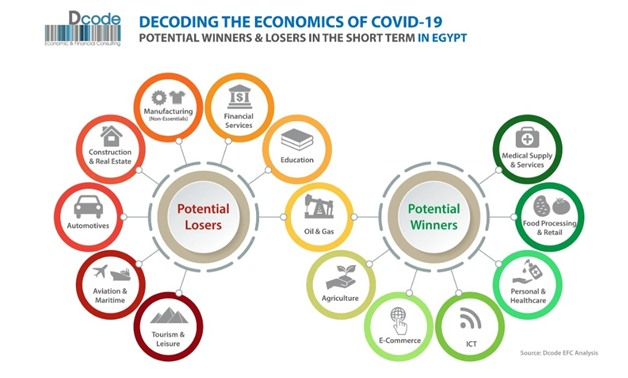 Dcode
Economic & Financial Consulting
DECODING THE ECONOMICS OF COVID-19
POTENTIAL WINNERS & LOSERS IN THE SHORT TERM IN EGYPT
Manufacturing
(Non-Essentials)
Financial
Services
Construction
& Real Estate
Education
Automotives
Potential
Losers
Oil & Gas
Aviation &
Maritime
Tourism &
Leisure
Potential
Winners
Medical Supply
& Services
Food Processing
& Retail
Personal &
Healthcare
Agriculture
E-Commerce
ICT
Source: Dcode EFC Analysis